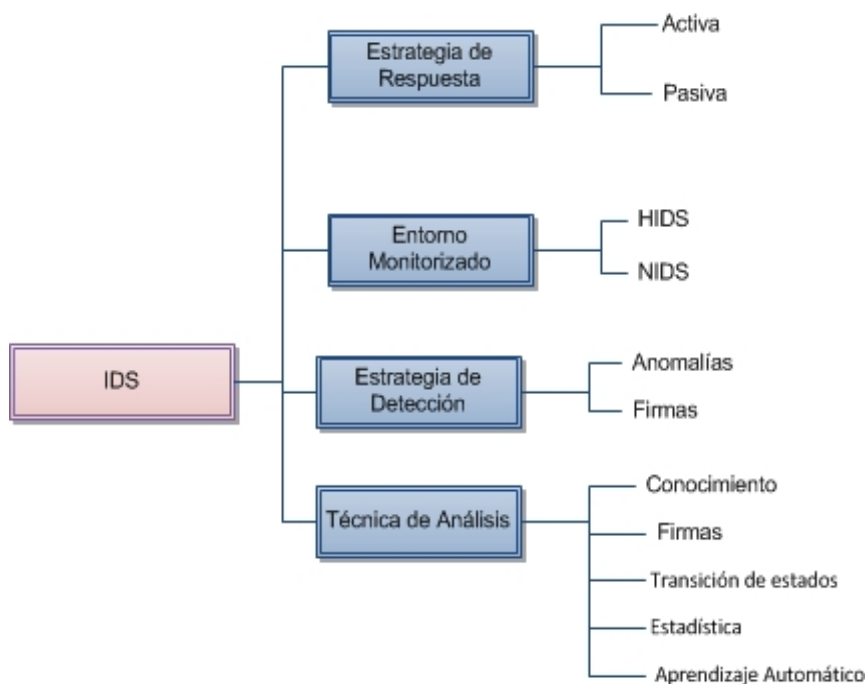 IDS
Estrategia de
Respuesta
Activa
Pasiva
Entorno
Monitorizado
HIDS
NIDS
Estrategia de
Detección
Anomalías
Firmas
Técnica de Análisis
Conocimiento
Firmas
Transición de estados
Estadística
Aprendizaje Automático